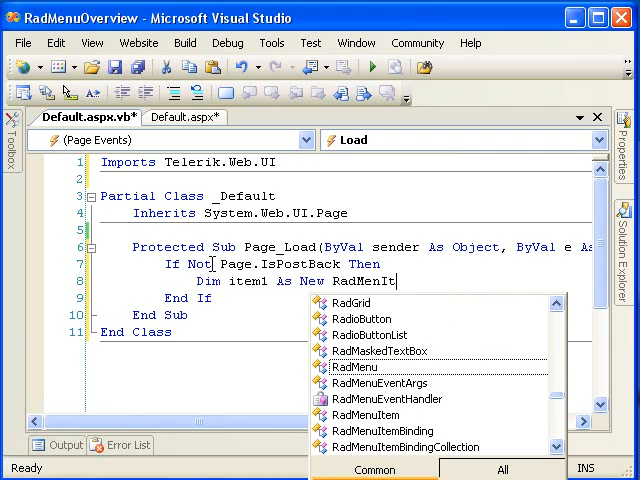 RadMenuOverview - Microsoft Visual Studio
File Edit View Website Build Debug Tools Test Window Community Help
Default.aspx.vb* Default.aspx*
(Page Events) Load
Toolbox
Properties
Solution Explorer
1 Imports Telerik.Web.UI
2
3 Partial Class _Default
4 Inherits System.Web.UI.Page
5
6 Protected Sub Page_Load(ByVal sender As Object, ByVal e As
7 If Not Page.IsPostBack Then
8 Dim item1 As New RadMenIt
9 End If
10 End Sub
11 End Class
RadGrid
RadioButton
RadioButtonList
RadMaskedTextBox
RadMenu
RadMenuEventArgs
RadMenuEventHandler
RadMenuItem
RadMenuItemBinding
RadMenuItemBindingCollection
Common All
Output Error List
Ready INS